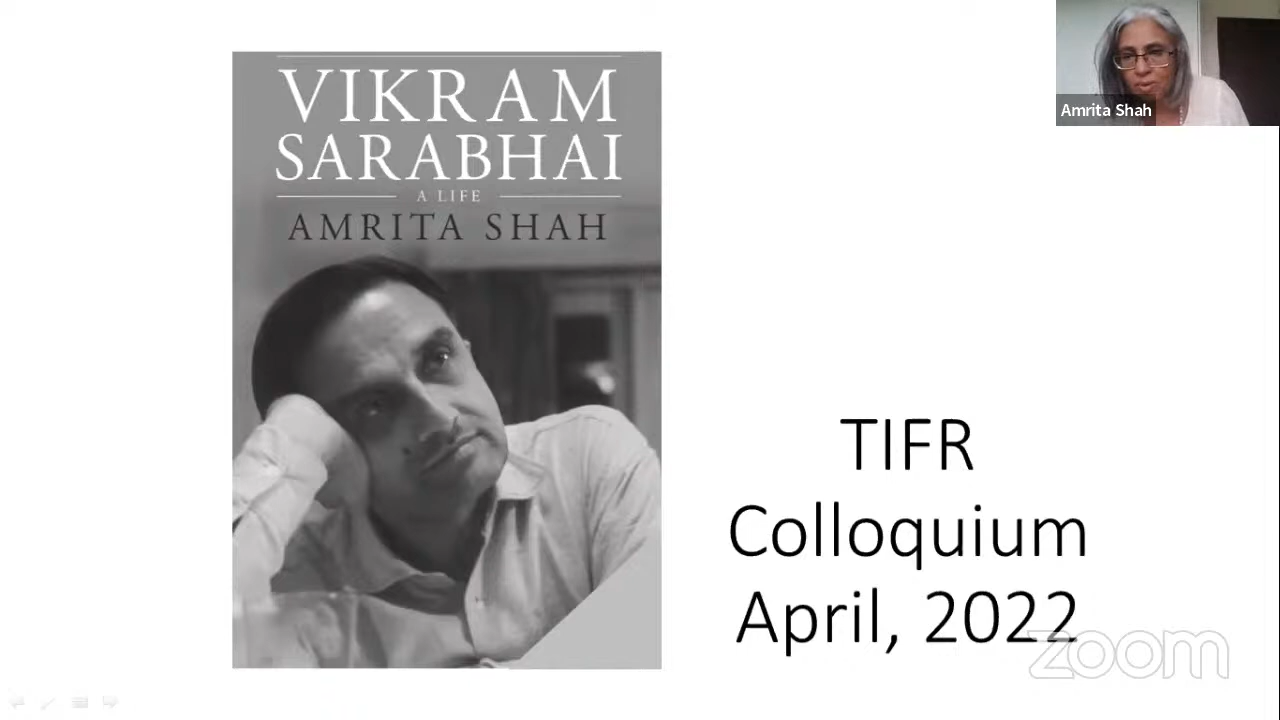 VIKRAM
SARABHAI
A LIFE
AMRITA SHAH
Amrita Shah
TIFR
Colloquium
April, 2022
zoom